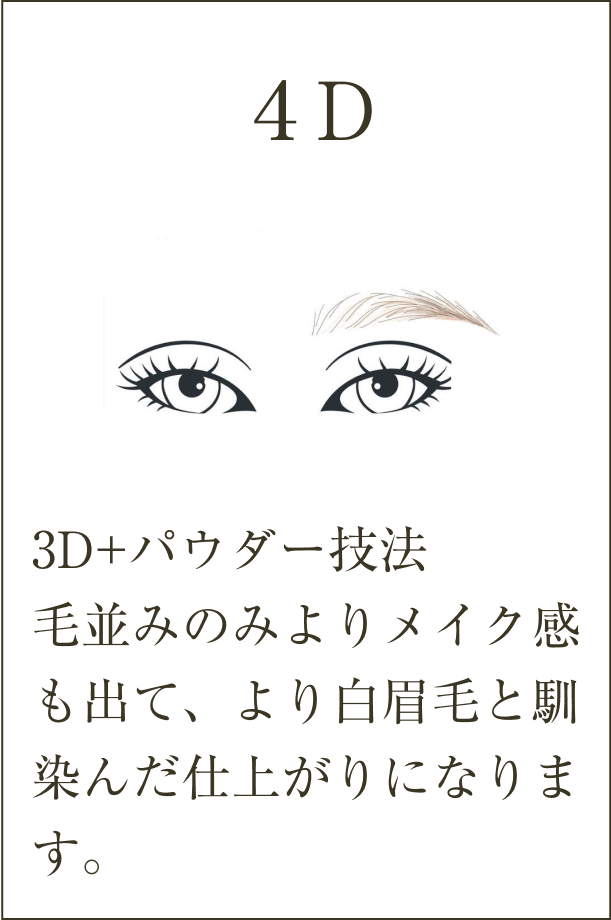 ４Ｄ
3D+パウダー技法
毛並みのみよりメイク感
も出て、より白眉毛と馴
染んだ仕上がりになりま
す。